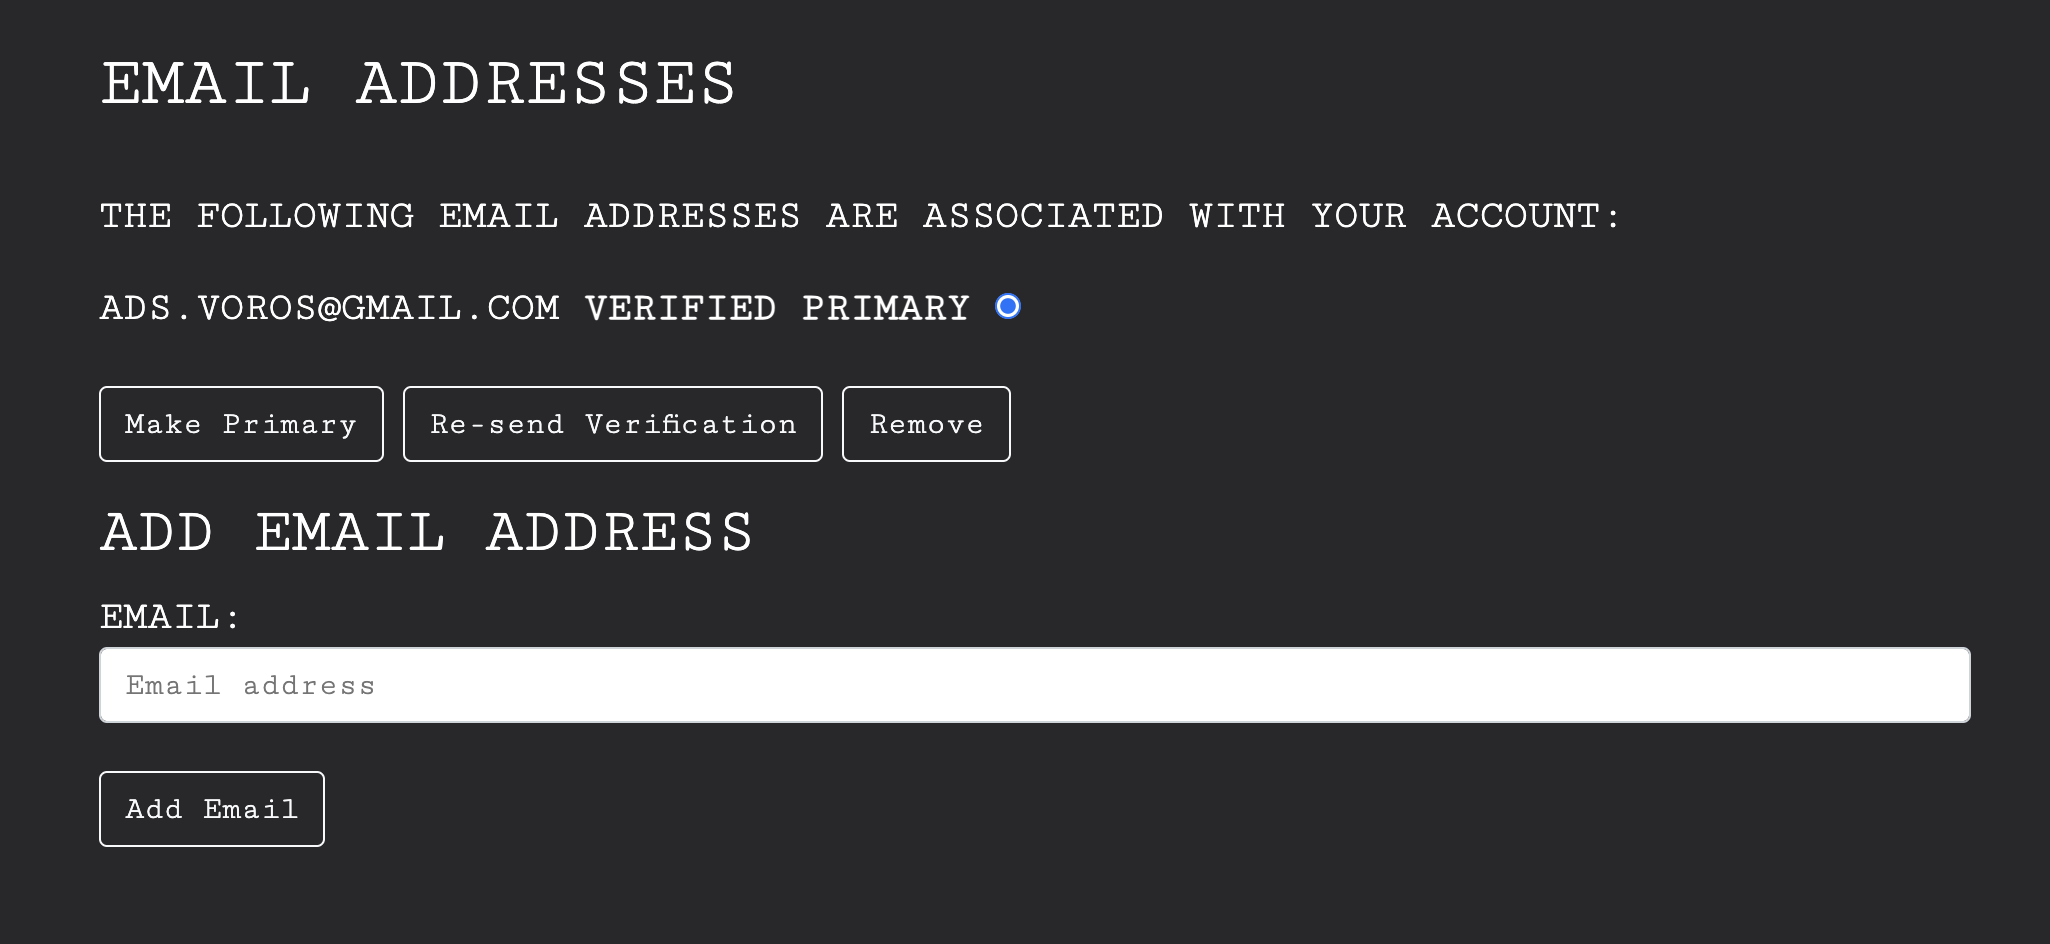 EMAIL ADDRESSES
THE FOLLOWING EMAIL ADDRESSES ARE ASSOCIATED WITH YOUR ACCOUNT:
ADS.VOROS@GMAIL.COM VERIFIED PRIMARY
Make Primary Re-send Verification Remove
ADD EMAIL ADDRESS
EMAIL:
Email address
Add Email